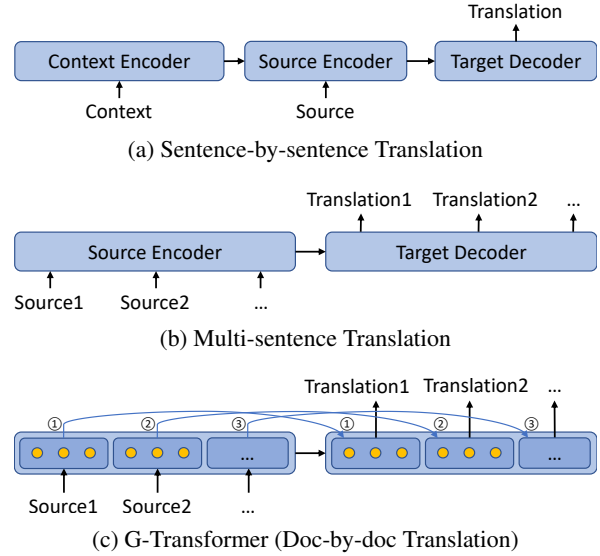 Translation
Context Encoder Source Encoder Target Decoder
Context Source
(a) Sentence-by-sentence Translation
Translation1 Translation2 ...
Source Encoder Target Decoder
Source1 Source2 ...
(b) Multi-sentence Translation
Translation1 Translation2 ...
① ② ③ ① ② ③
... ...
Source1 Source2 ...
(c) G-Transformer (Doc-by-doc Translation)